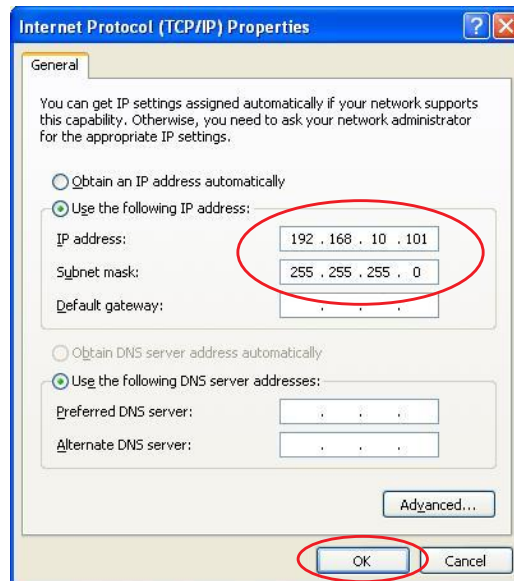 Internet Protocol (TCP/IP) Properties
General
You can get IP settings assigned automatically if your network supports
this capability. Otherwise, you need to ask your network administrator
for the appropriate IP settings.
Obtain an IP address automatically
Use the following IP address:
IP address: 192 . 168 . 10 . 101
Subnet mask: 255 . 255 . 255 . 0
Default gateway: . . .
Obtain DNS server address automatically
Use the following DNS server addresses:
Preferred DNS server: . . .
Alternate DNS server: . . .
Advanced...
OK Cancel